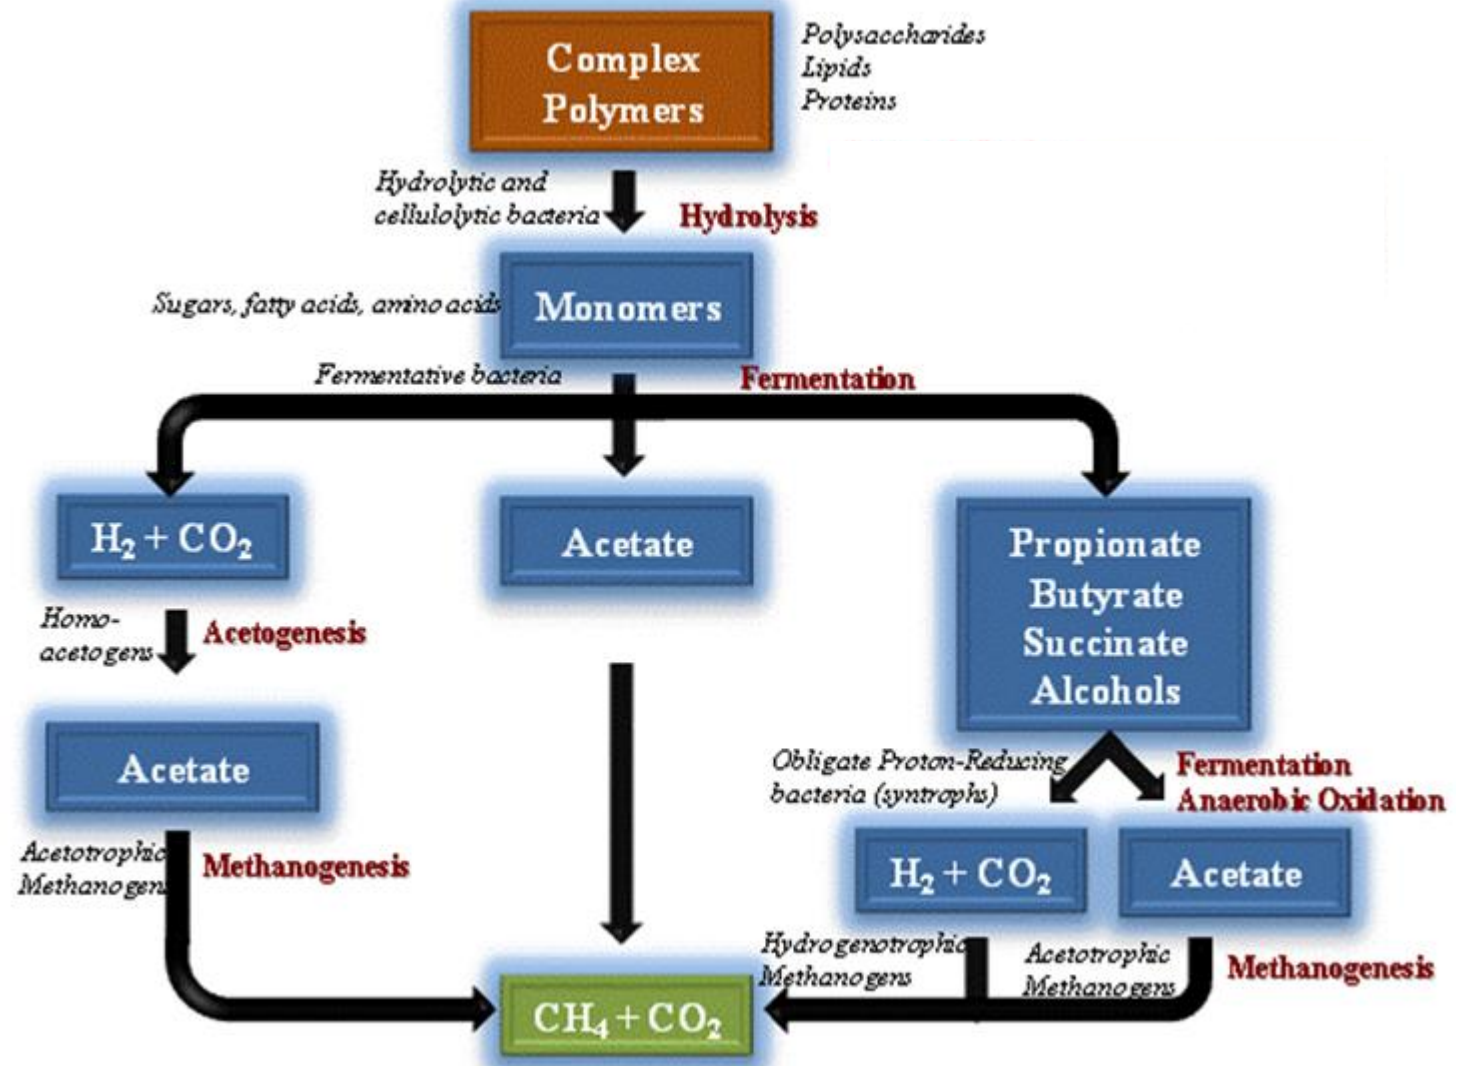 Complex
Polymers
Polysaccharides
Lipids
Proteins
Hydrolytic and
cellulolytic bacteria
Hydrolysis
Sugars, fatty acids, amino acids
Monomers
Fermentative bacteria
Fermentation
H₂ + CO₂
Acetate
Propionate
Butyrate
Succinate
Alcohols
Homo-
acetogens
Acetogenesis
Acetate
Obligate Proton-Reducing
bacteria (syntrophs)
Fermentation
Anaerobic Oxidation
Acetotrophic
Methanogen
Methanogenesis
H₂ + CO₂
Acetate
Hydrogenotrophic
Methanogens
Acetotrophic
Methanogens
Methanogenesis
CH₄ + CO₂